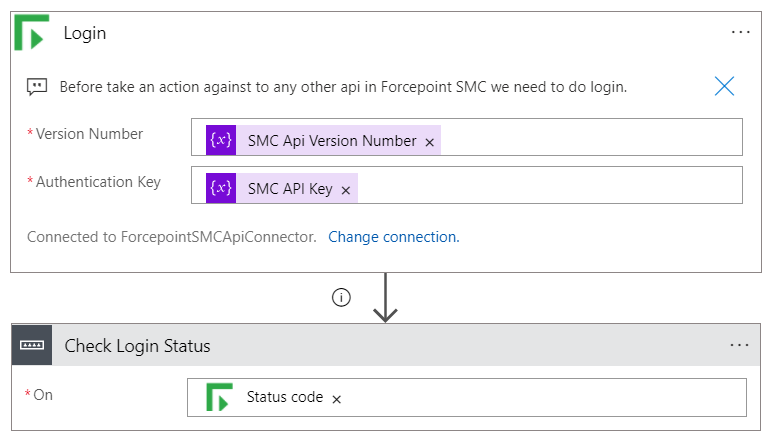 Login
Before take an action against to any other api in Forcepoint SMC we need to do login.
* Version Number
{x} SMC Api Version Number ×
* Authentication Key
{x} SMC API Key ×
Connected to ForcepointSMCApiConnector. Change connection.
Check Login Status
* On
Status code ×